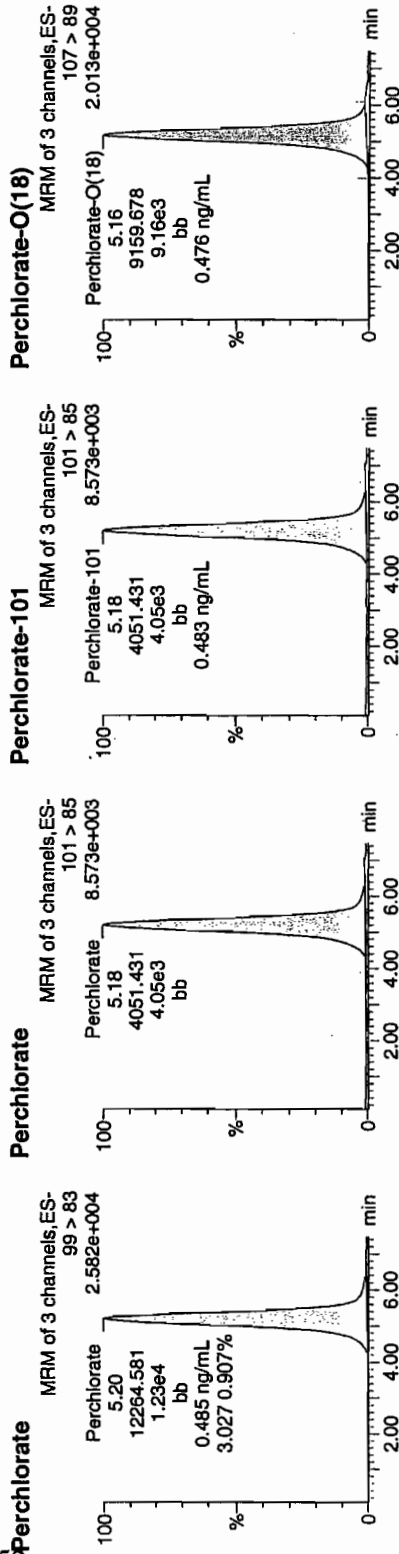 Perchlorate
MRM of 3 channels,ES-
99 > 83
2.582e+004
Perchlorate
5.20
12264.581
1.23e4
bb
0.485 ng/mL
3.027 0.907%
100
%
0
2.00 4.00 6.00 min
Perchlorate
MRM of 3 channels,ES-
101 > 85
8.573e+003
Perchlorate
5.18
4051.431
4.05e3
bb
100
%
0
2.00 4.00 6.00 min
Perchlorate-101
MRM of 3 channels,ES-
101 > 85
8.573e+003
Perchlorate-101
5.18
4051.431
4.05e3
bb
0.483 ng/mL
100
%
0
2.00 4.00 6.00 min
Perchlorate-O(18)
MRM of 3 channels,ES-
107 > 89
2.013e+004
Perchlorate-O(18)
5.16
9159.678
9.16e3
bb
0.476 ng/mL
100
%
0
2.00 4.00 6.00 min